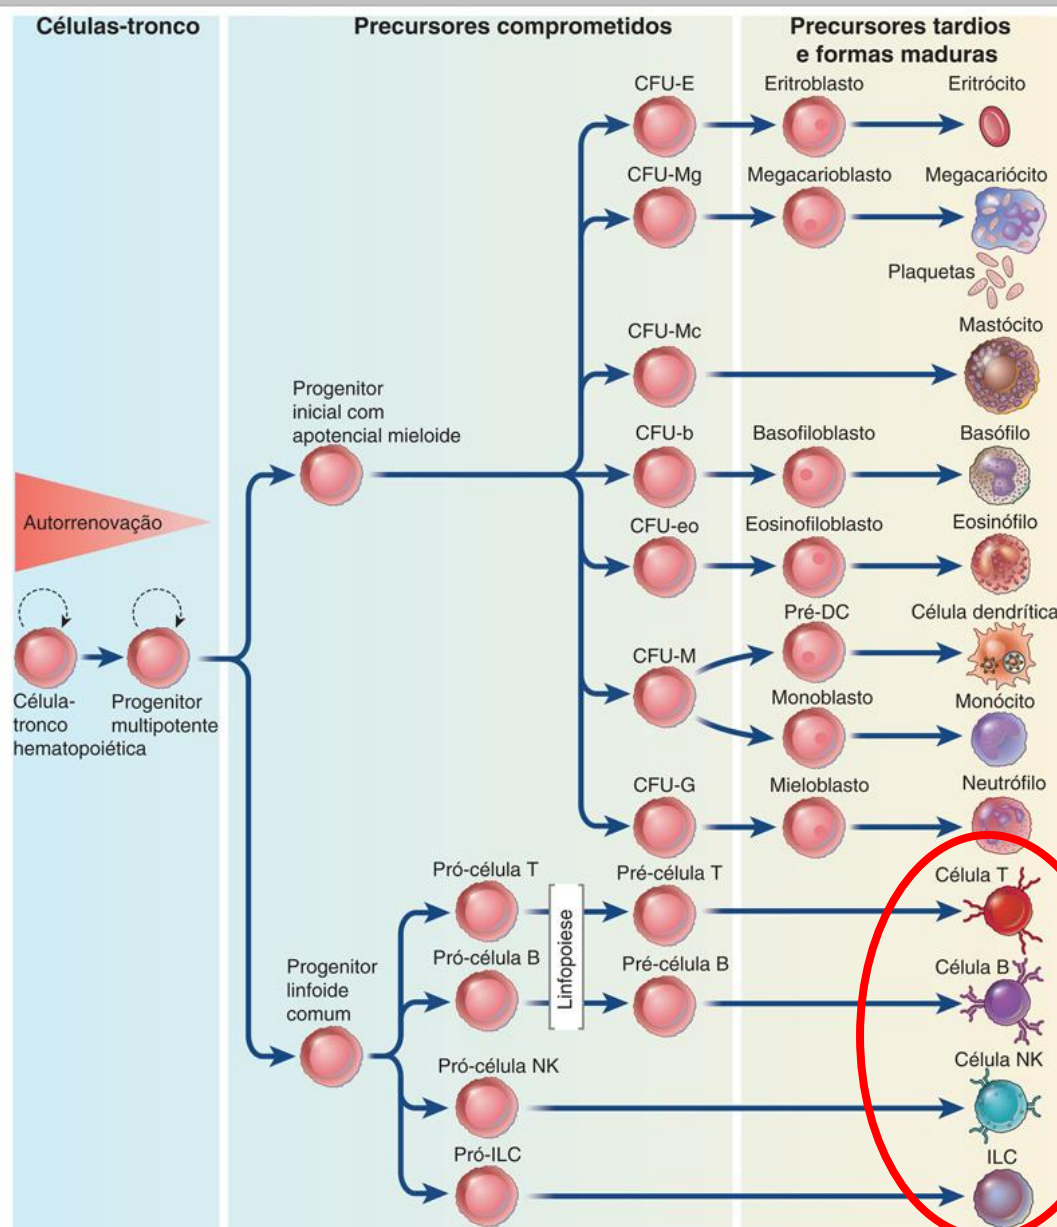 Células-tronco
Precursores comprometidos
Precursores tardios
e formas maduras
CFU-E
Eritroblasto
Eritrócito
CFU-Mg
Megacarioblasto
Megacariócito
Plaquetas
CFU-Mc
Mastócito
Progenitor
inicial com
apotencial mieloide
CFU-b
Basofiloblasto
Basófilo
Autorrenovação
CFU-eo
Eosinofiloblasto
Eosinófilo
Pré-DC
Célula dendrítica
CFU-M
Célula-
tronco
hematopoiética
Progenitor
multipotente
Monoblasto
Monócito
CFU-G
Mieloblasto
Neutrófilo
Pró-célula T
Pré-célula T
Célula T
Linfopoiese
Progenitor
linfoide
comum
Pró-célula B
Pré-célula B
Célula B
Pró-célula NK
Célula NK
Pró-ILC
ILC